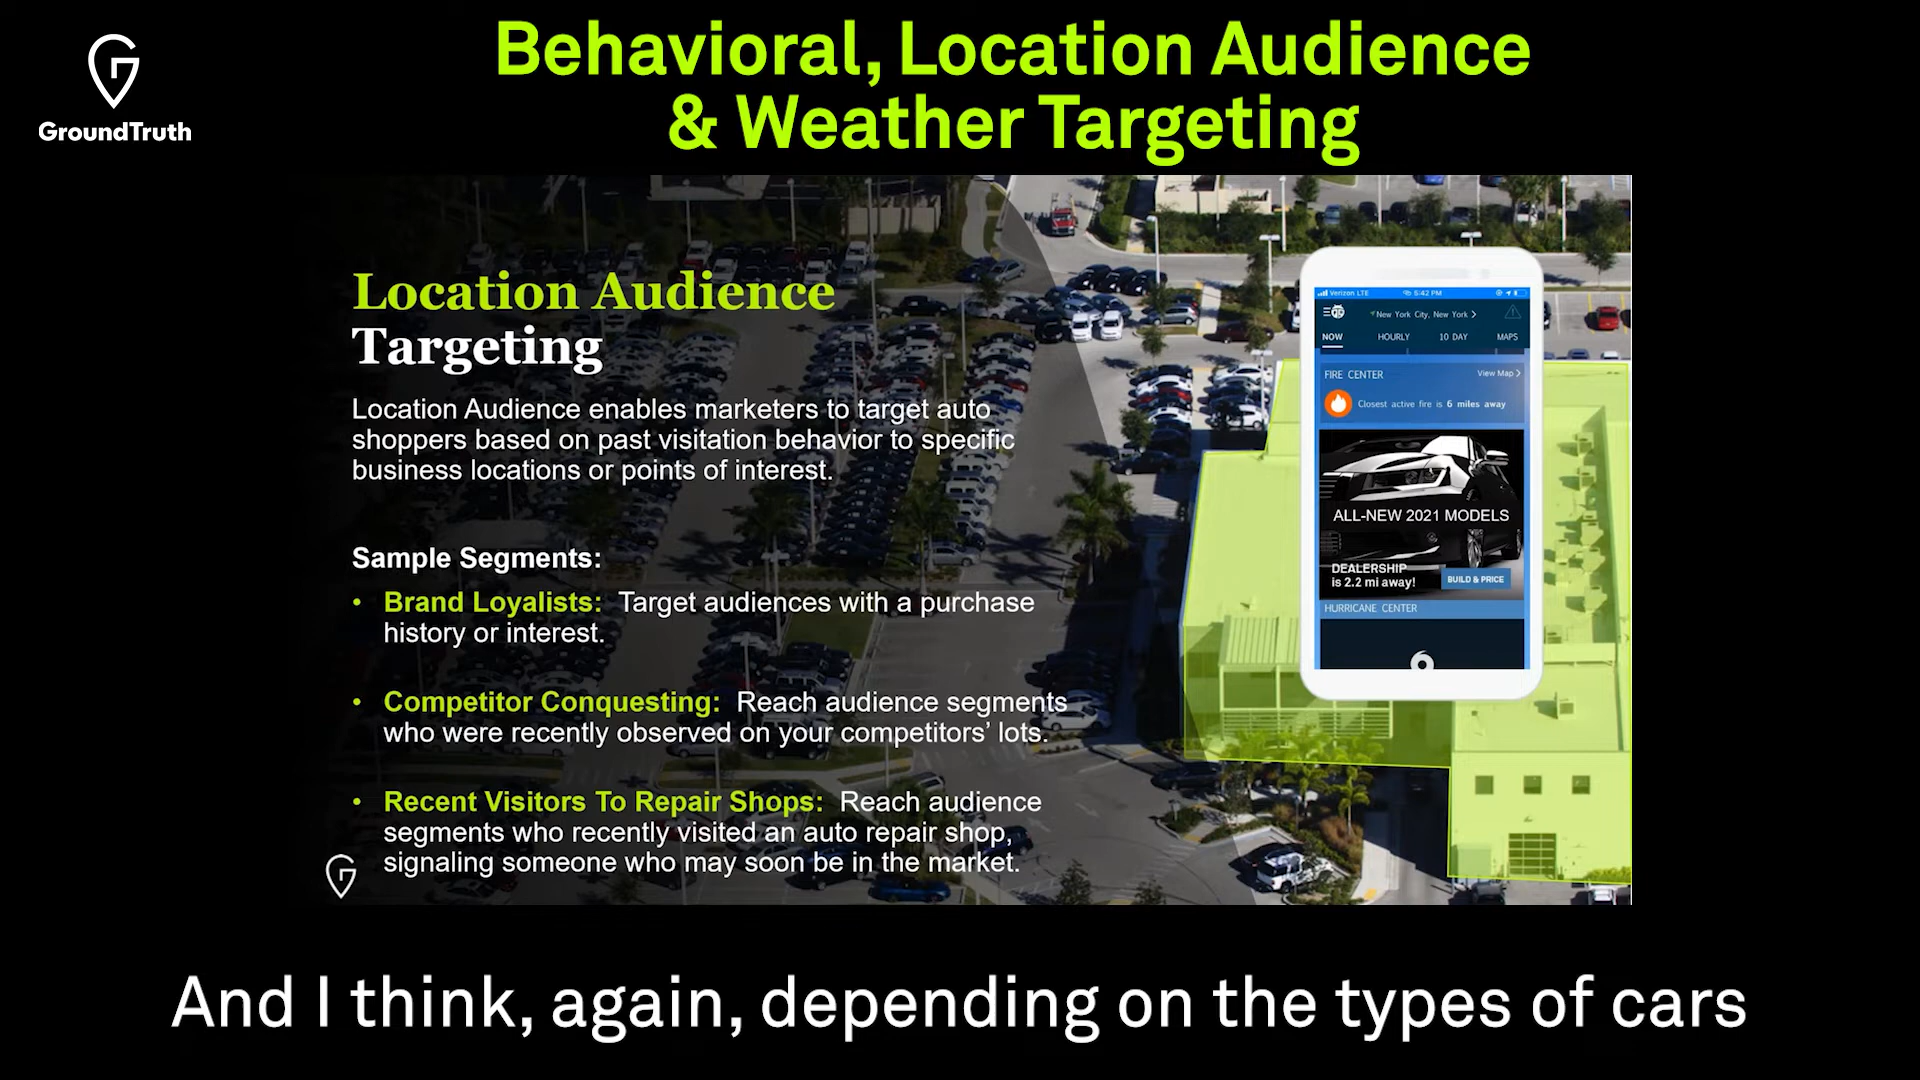 GroundTruth
Behavioral, Location Audience
& Weather Targeting
Location Audience
Targeting
Location Audience enables marketers to target auto
shoppers based on past visitation behavior to specific
business locations or points of interest.
Sample Segments:
• Brand Loyalists: Target audiences with a purchase
history or interest.
• Competitor Conquesting: Reach audience segments
who were recently observed on your competitors’ lots.
• Recent Visitors To Repair Shops: Reach audience
segments who recently visited an auto repair shop,
signaling someone who may soon be in the market.
Verizon LTE 5:42 PM
New York City, New York >
NOW HOURLY 10 DAY MAPS
FIRE CENTER View Map >
Closest active fire is 6 miles away
ALL-NEW 2021 MODELS
DEALERSHIP
is 2.2 mi away! BUILD & PRICE
HURRICANE CENTER
And I think, again, depending on the types of cars